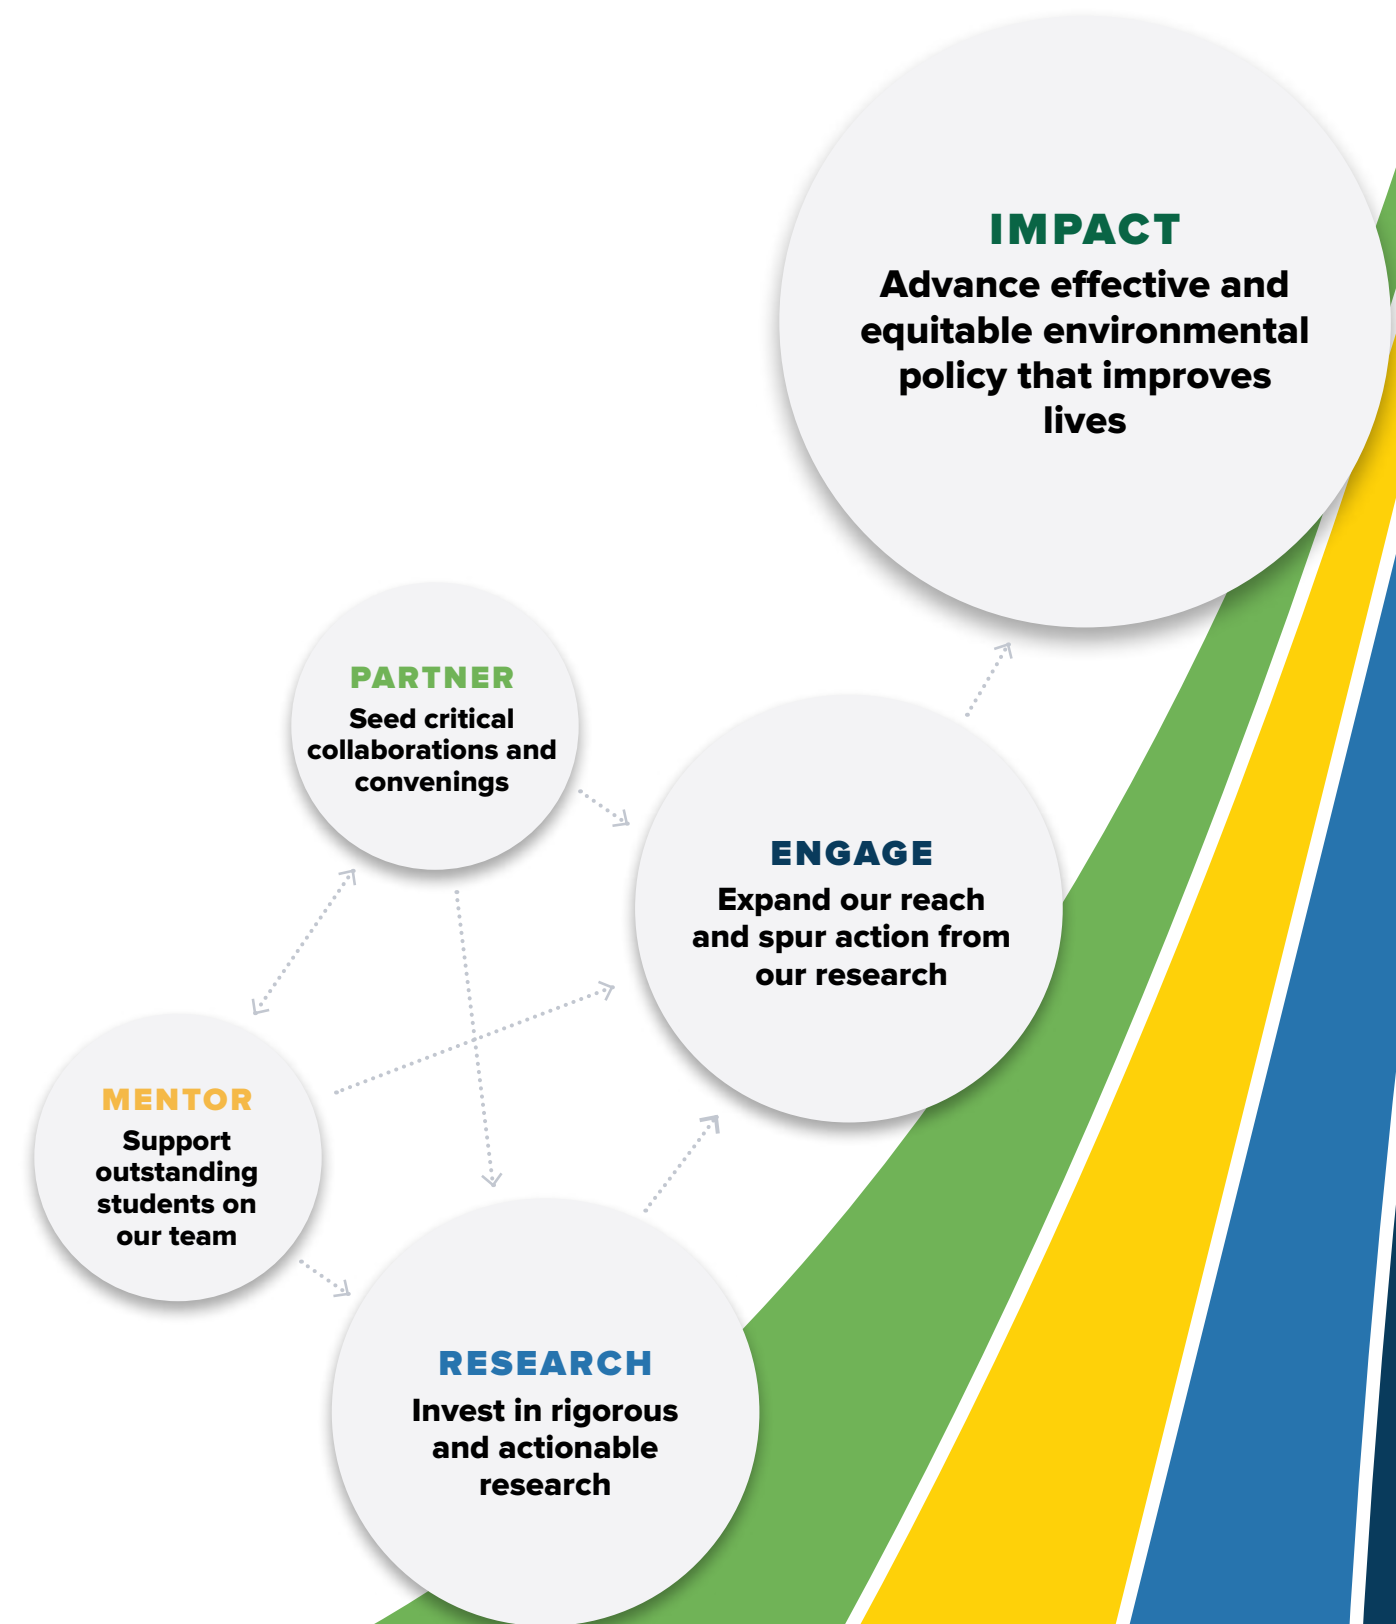 IMPACT
Advance effective and
equitable environmental
policy that improves
lives
PARTNER
Seed critical
collaborations and
convenings
ENGAGE
Expand our reach
and spur action from
our research
MENTOR
Support
outstanding
students on
our team
RESEARCH
Invest in rigorous
and actionable
research